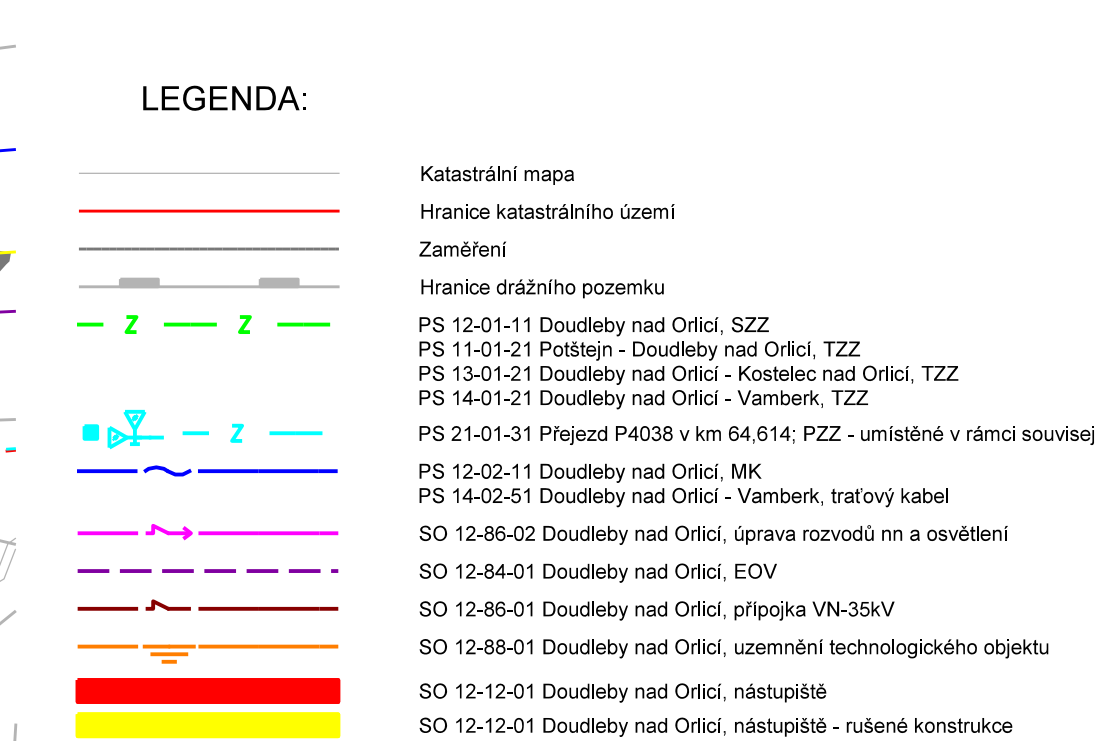 LEGENDA:
Katastrální mapa
Hranice katastrálního území
Zaměření
Hranice drážního pozemku
Z Z
PS 12-01-11 Doudleby nad Orlicí, SZZ
PS 11-01-21 Potštejn - Doudleby nad Orlicí, TZZ
PS 13-01-21 Doudleby nad Orlicí - Kostelec nad Orlicí, TZZ
PS 14-01-21 Doudleby nad Orlicí - Vamberk, TZZ
Z
PS 21-01-31 Přejezd P4038 v km 64,614; PZZ - umístěné v rámci souvisej
PS 12-02-11 Doudleby nad Orlicí, MK
PS 14-02-51 Doudleby nad Orlicí - Vamberk, traťový kabel
SO 12-86-02 Doudleby nad Orlicí, úprava rozvodů nn a osvětlení
SO 12-84-01 Doudleby nad Orlicí, EOV
SO 12-86-01 Doudleby nad Orlicí, přípojka VN-35kV
SO 12-88-01 Doudleby nad Orlicí, uzemnění technologického objektu
SO 12-12-01 Doudleby nad Orlicí, nástupiště
SO 12-12-01 Doudleby nad Orlicí, nástupiště - rušené konstrukce